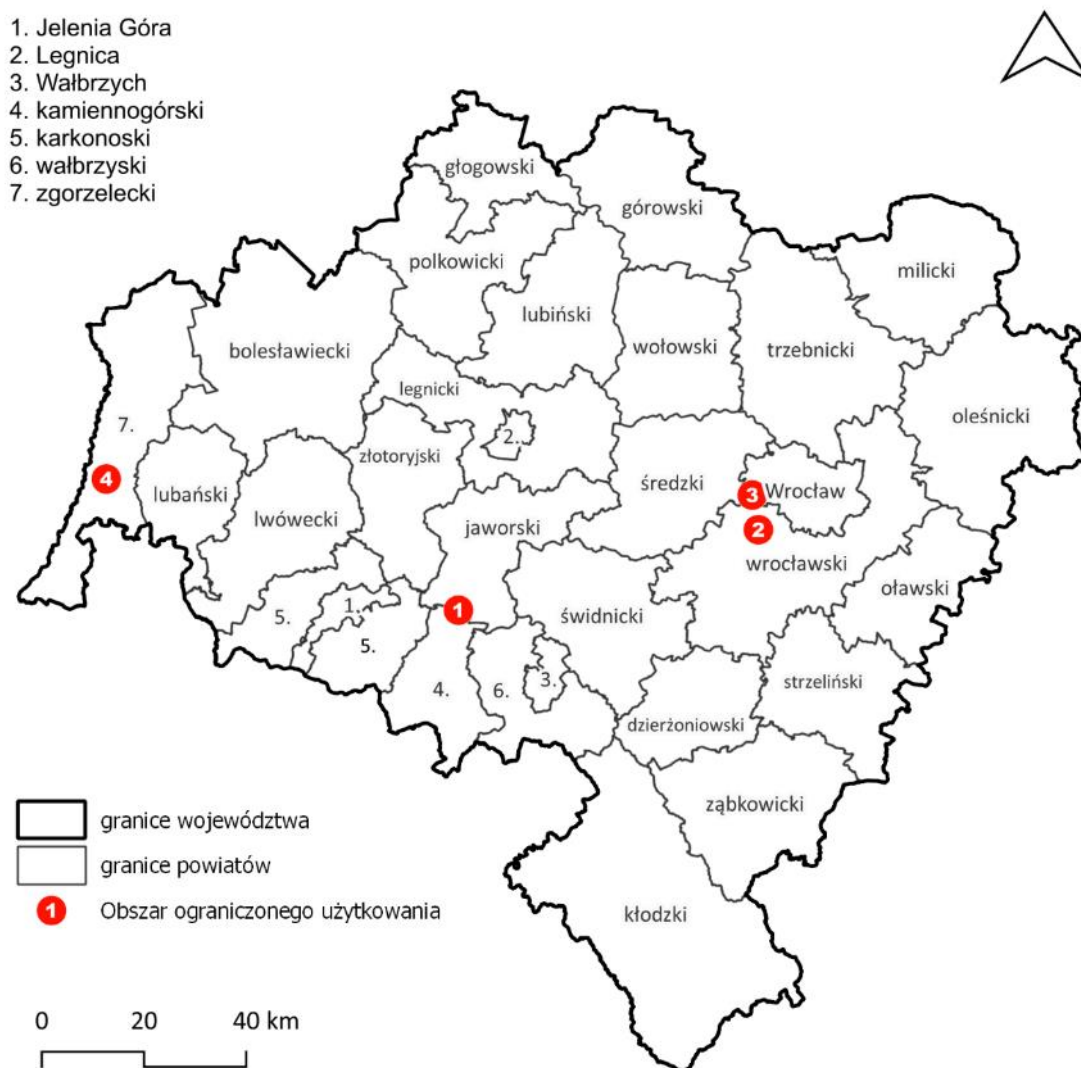 1. Jelenia Góra
2. Legnica
3. Wałbrzych
4. kamiennogórski
5. karkonoski
6. wałbrzyski
7. zgorzelecki
głogowski
górowski
milicki
polkowicki
lubiński
wołowski
trzebnicki
bolesławiecki
legnicki
oleśnicki
7.
2.
złotoryjski
4
lubański
średzki
3 Wrocław
lwówecki
jaworski
2
wrocławski
oławski
1.
1
świdnicki
5.
5.
4.
6.
3.
strzeliński
dzierżoniowski
ząbkowicki
kłodzki
granice województwa
granice powiatów
1 Obszar ograniczonego użytkowania
0 20 40 km